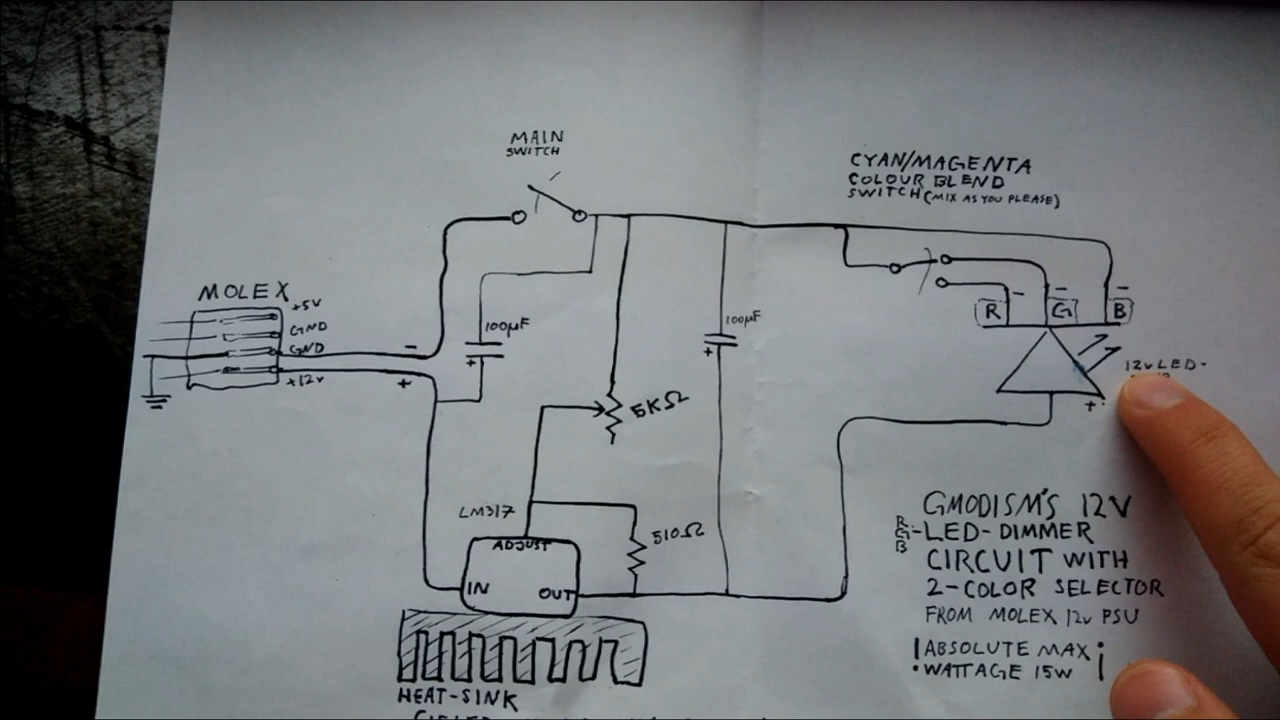 MAIN
SWITCH
CYAN/MAGENTA
COLOUR BLEND
SWITCH (MIX AS YOU PLEASE)
MOLEX
+5V
GND
GND
+12V
-
+
100µF
+
5KΩ
100µF
+
R - G - B -
12V LED-
+
LM317
ADJUST
IN OUT
510Ω
HEAT-SINK
GMODISM'S 12V
RGB-LED-DIMMER
CIRCUIT WITH
2-COLOR SELECTOR
FROM MOLEX 12V PSU
! ABSOLUTE MAX ¡
WATTAGE 15W